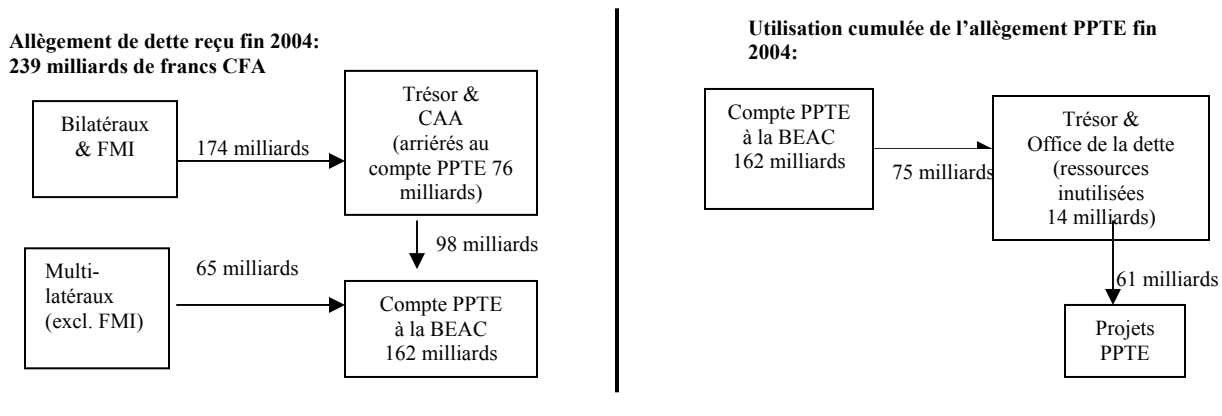 Allègement de dette reçu fin 2004:
239 milliards de francs CFA
Bilatéraux
& FMI
174 milliards
Trésor &
CAA
(arriérés au
compte PPTE 76
milliards)
98 milliards
Multi-
latéraux
(excl. FMI)
65 milliards
Compte PPTE
à la BEAC
162 milliards
Utilisation cumulée de l’allègement PPTE fin
2004:
Compte PPTE
à la BEAC
162 milliards
75 milliards
Trésor &
Office de la dette
(ressources
inutilisées
14 milliards)
61 milliards
Projets
PPTE